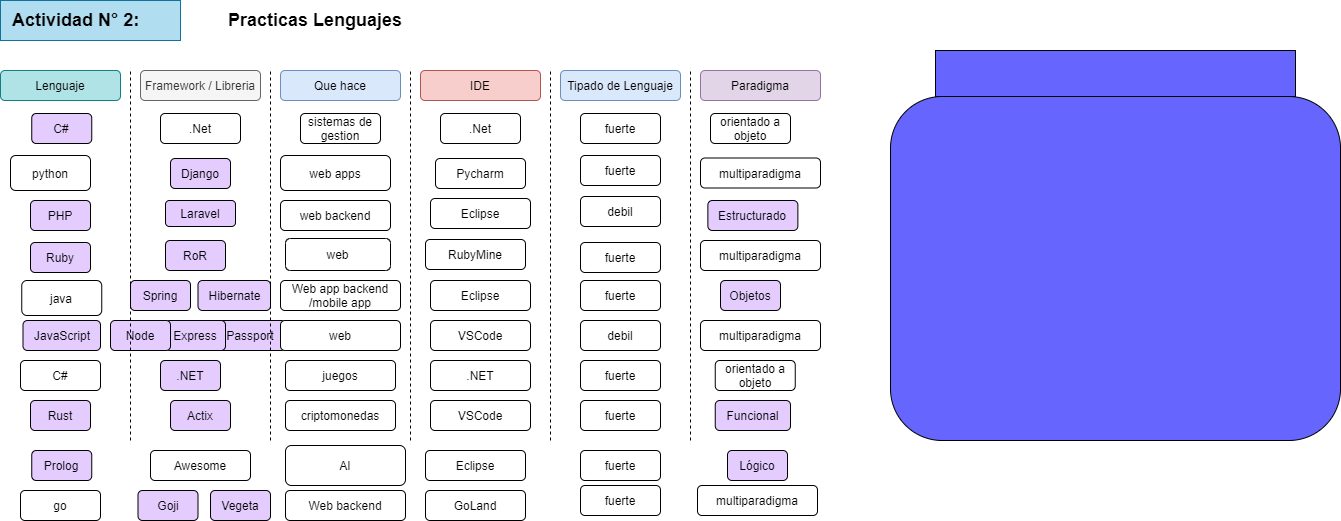 Actividad N° 2:
Practicas Lenguajes
Lenguaje
Framework / Libreria
Que hace
IDE
Tipado de Lenguaje
Paradigma
C#
.Net
sistemas de
gestion
.Net
fuerte
orientado a
objeto
python
Django
web apps
Pycharm
fuerte
multiparadigma
PHP
Laravel
web backend
Eclipse
debil
Estructurado
Ruby
RoR
web
RubyMine
fuerte
multiparadigma
java
Spring
Hibernate
Web app backend
/mobile app
Eclipse
fuerte
Objetos
JavaScript
Node
Express
Passport
web
VSCode
debil
multiparadigma
C#
.NET
juegos
.NET
fuerte
orientado a
objeto
Rust
Actix
criptomonedas
VSCode
fuerte
Funcional
Prolog
Awesome
AI
Eclipse
fuerte
Lógico
go
Goji
Vegeta
Web backend
GoLand
fuerte
multiparadigma